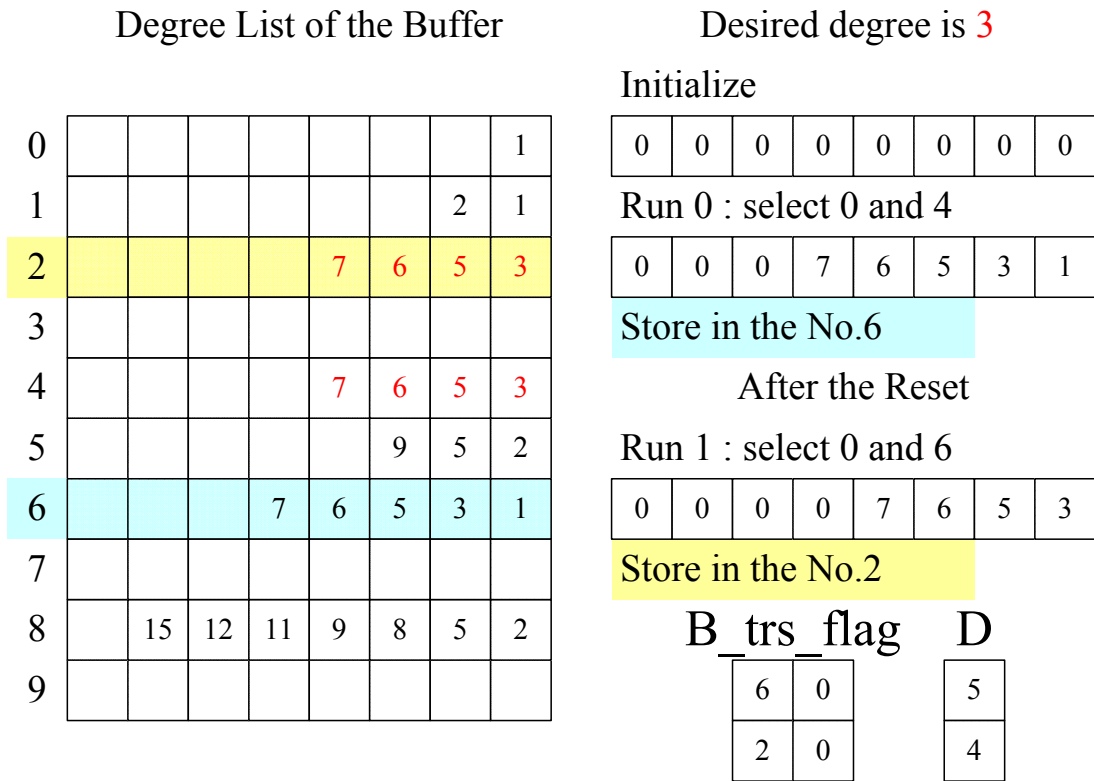 Degree List of the Buffer
0 1
1 2 1
2 7 6 5 3
3
4 7 6 5 3
5 9 5 2
6 7 6 5 3 1
7
8 15 12 11 9 8 5 2
9
Desired degree is 3
Initialize
0 0 0 0 0 0 0 0
Run 0 : select 0 and 4
0 0 0 7 6 5 3 1
Store in the No.6
After the Reset
Run 1 : select 0 and 6
0 0 0 0 7 6 5 3
Store in the No.2
B_trs_flag D
6 0 5
2 0 4